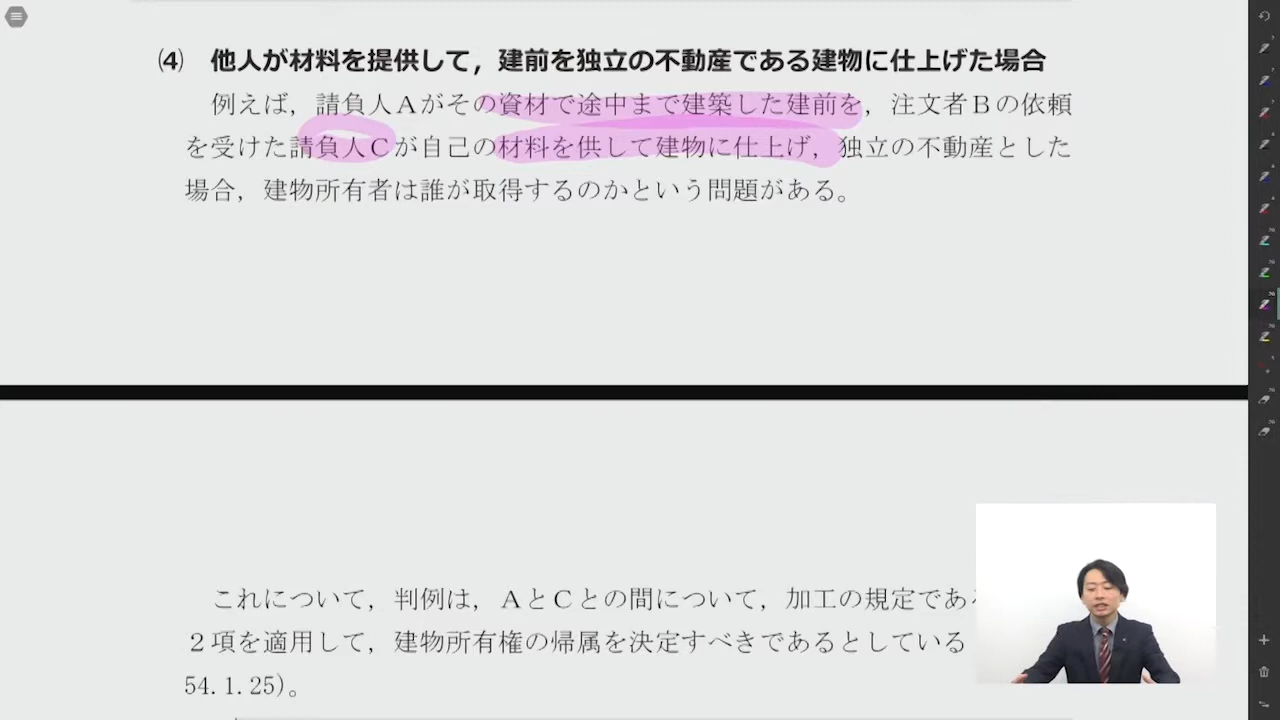 ⑷ 他人が材料を提供して，建前を独立の不動産である建物に仕上げた場合
例えば，請負人Ａがその資材で途中まで建築した建前を，注文者Ｂの依頼
を受けた請負人Ｃが自己の材料を供して建物に仕上げ，独立の不動産とした
場合，建物所有者は誰が取得するのかという問題がある。
これについて，判例は，ＡとＣとの間について，加工の規定であ
２項を適用して，建物所有権の帰属を決定すべきであるとしている
54.1.25)。